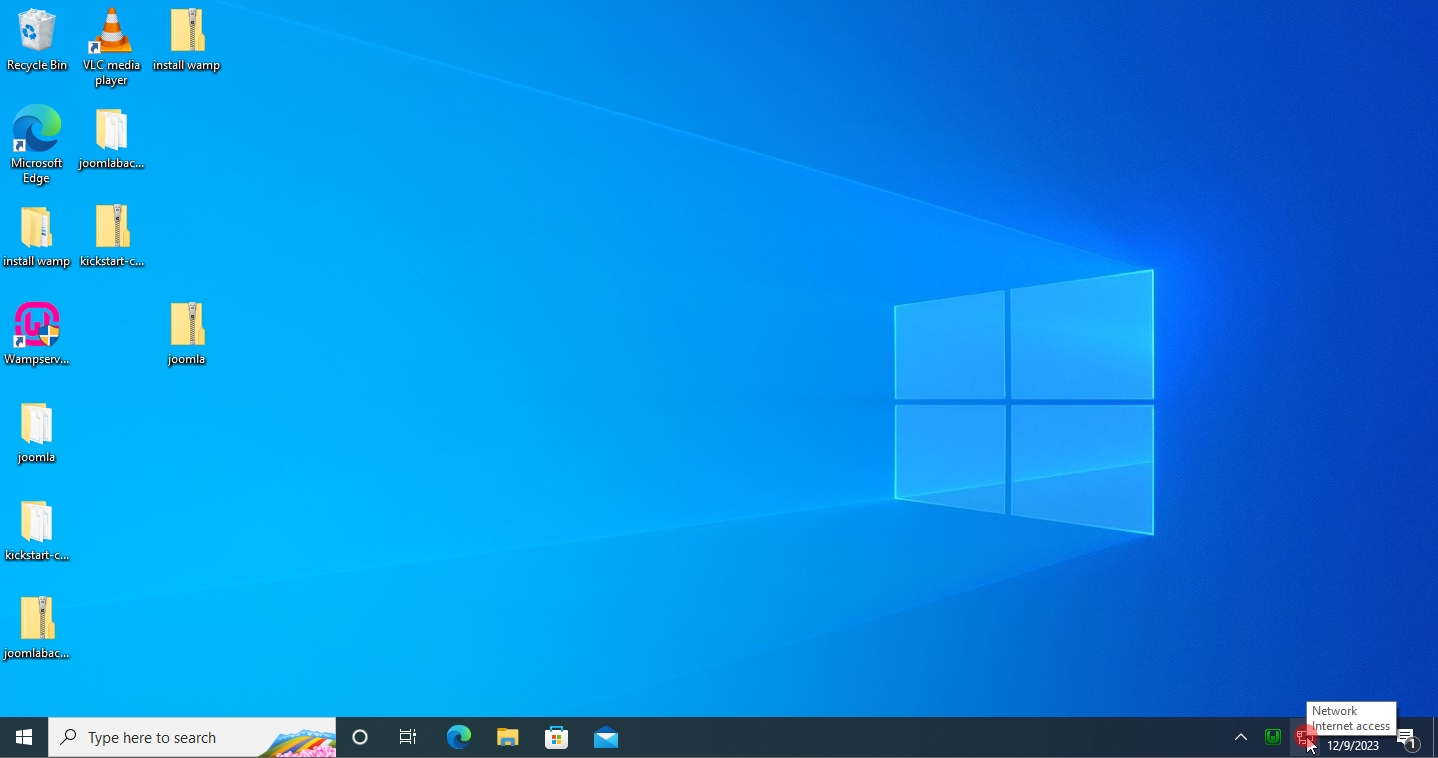 Recycle Bin
VLC media
player
install wamp
Microsoft
Edge
joomlabac...
install wamp
kickstart-c...
Wampserv...
joomla
joomla
kickstart-c...
joomlabac...
Type here to search
Network
Internet access
12/9/2023
1